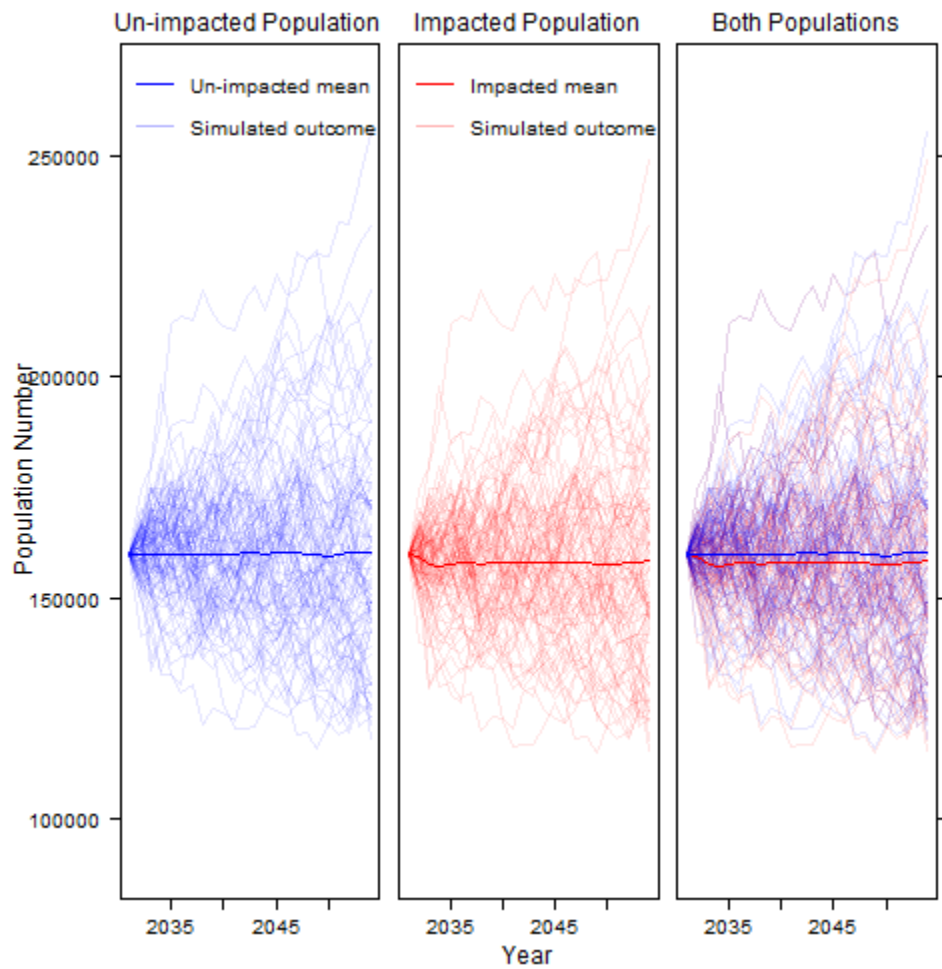 Un-impacted Population
Impacted Population
Both Populations
Un-impacted mean
Simulated outcome
Impacted mean
Simulated outcome
Population Number
250000
200000
150000
100000
2035
2045
2035
2045
2035
2045
Year